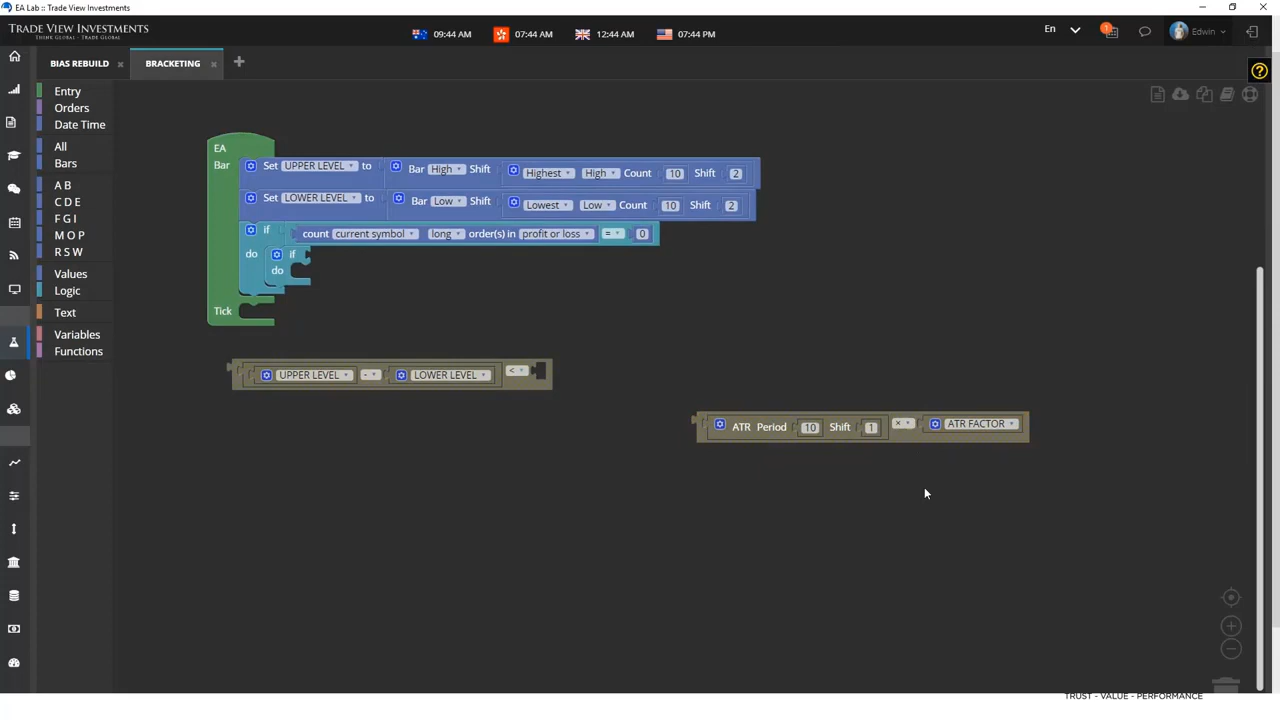 EA Lab :: Trade View Investments
TRADE VIEW INVESTMENTS
THINK GLOBAL - TRADE GLOBAL
09:44 AM
07:44 AM
12:44 AM
07:44 PM
En
Edwin
BIAS REBUILD
BRACKETING
Entry
Orders
Date Time
All
Bars
A B
C D E
F G I
M O P
R S W
Values
Logic
Text
Variables
Functions
EA
Bar Set UPPER LEVEL to Bar High Shift Highest High Count 10 Shift 2
Set LOWER LEVEL to Bar Low Shift Lowest Low Count 10 Shift 2
if count current symbol long order(s) in profit or loss = 0
do if
do
Tick
UPPER LEVEL - LOWER LEVEL <
ATR Period 10 Shift 1 × ATR FACTOR
TRUST - VALUE - PERFORMANCE